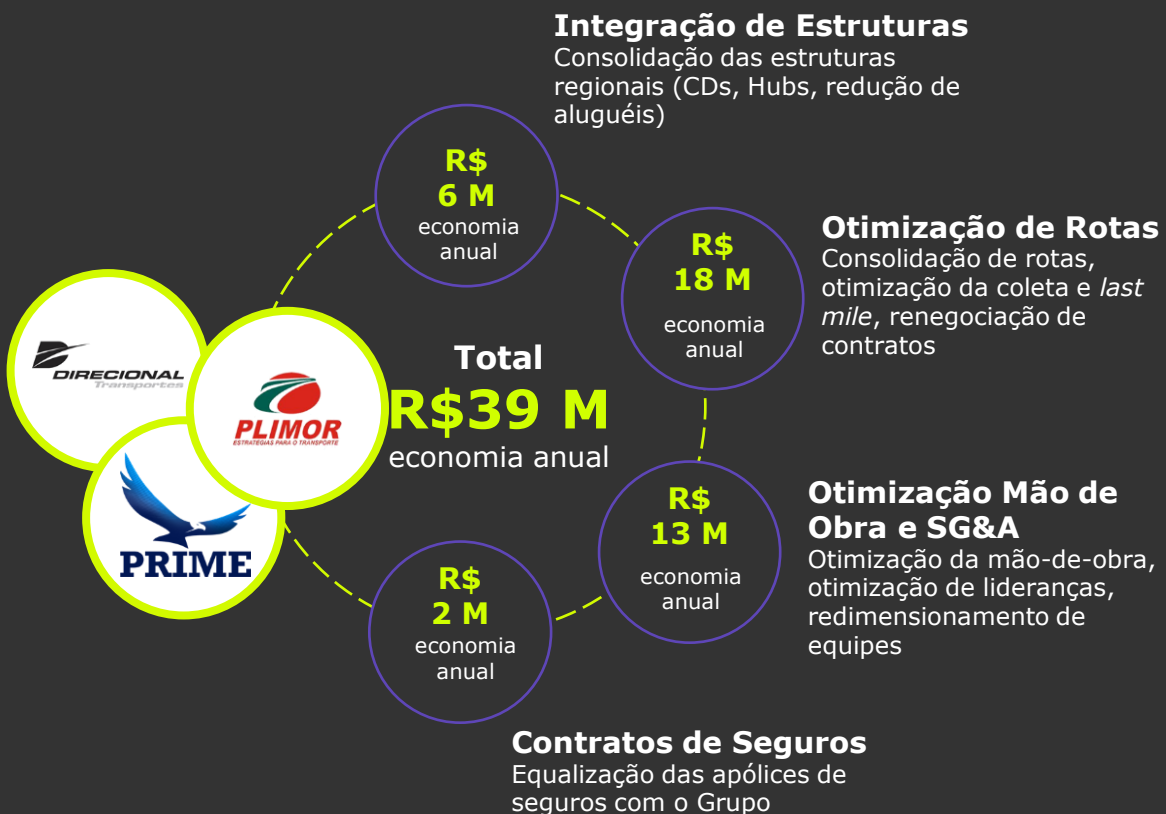 Integração de Estruturas
Consolidação das estruturas
regionais (CDs, Hubs, redução de
aluguéis)
R$
6 M
economia
anual
R$
18 M
economia
anual
Otimização de Rotas
Consolidação de rotas,
otimização da coleta e last
mile, renegociação de
contratos
DIRECIONAL
Transportes
PLIMOR
ESTRATÉGIAS PARA O TRANSPORTE
PRIME
Total
R$39 M
economia anual
R$
13 M
economia
anual
Otimização Mão de
Obra e SG&A
Otimização da mão-de-obra,
otimização de lideranças,
redimensionamento de
equipes
R$
2 M
economia
anual
Contratos de Seguros
Equalização das apólices de
seguros com o Grupo